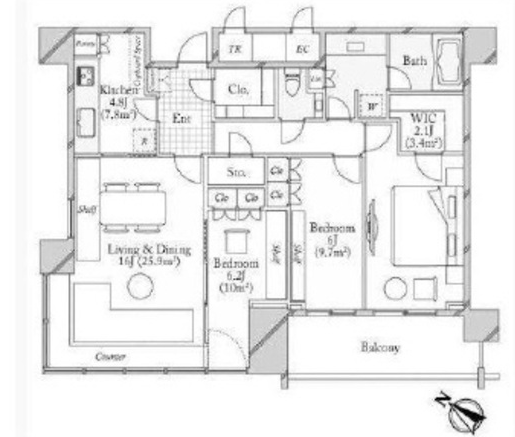 Pantry
Cupboard Space
TR
EC
Bath
Kitchen
4.8J
(7.8m²)
Clo.
Ent
W
R
WIC
2.1J
(3.4m²)
Sto.
Clo
Clo
Clo
Clo
Shelf
Living & Dining
16J (25.9m²)
Bedroom
6.2J
(10m²)
Shelf
Shelf
Bedroom
6J
(9.7m²)
Counter
Balcony
N